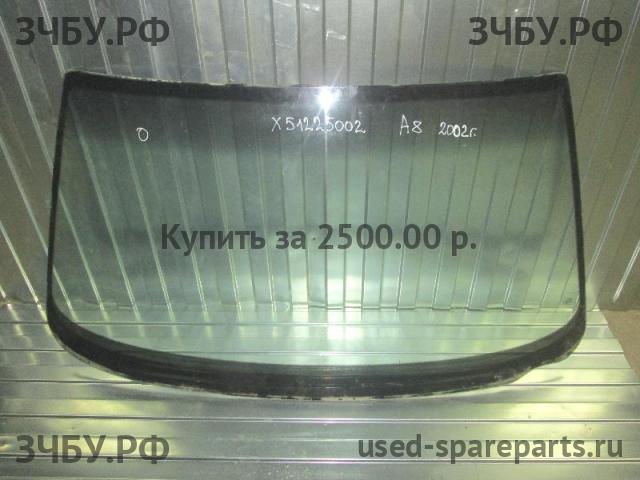 ЗЧБУ.РФ ЗЧБУ.РФ
О X51225002 A8 2002г.
Купить за 2500.00 р.
ЗЧБУ.РФ used-spareparts.ru